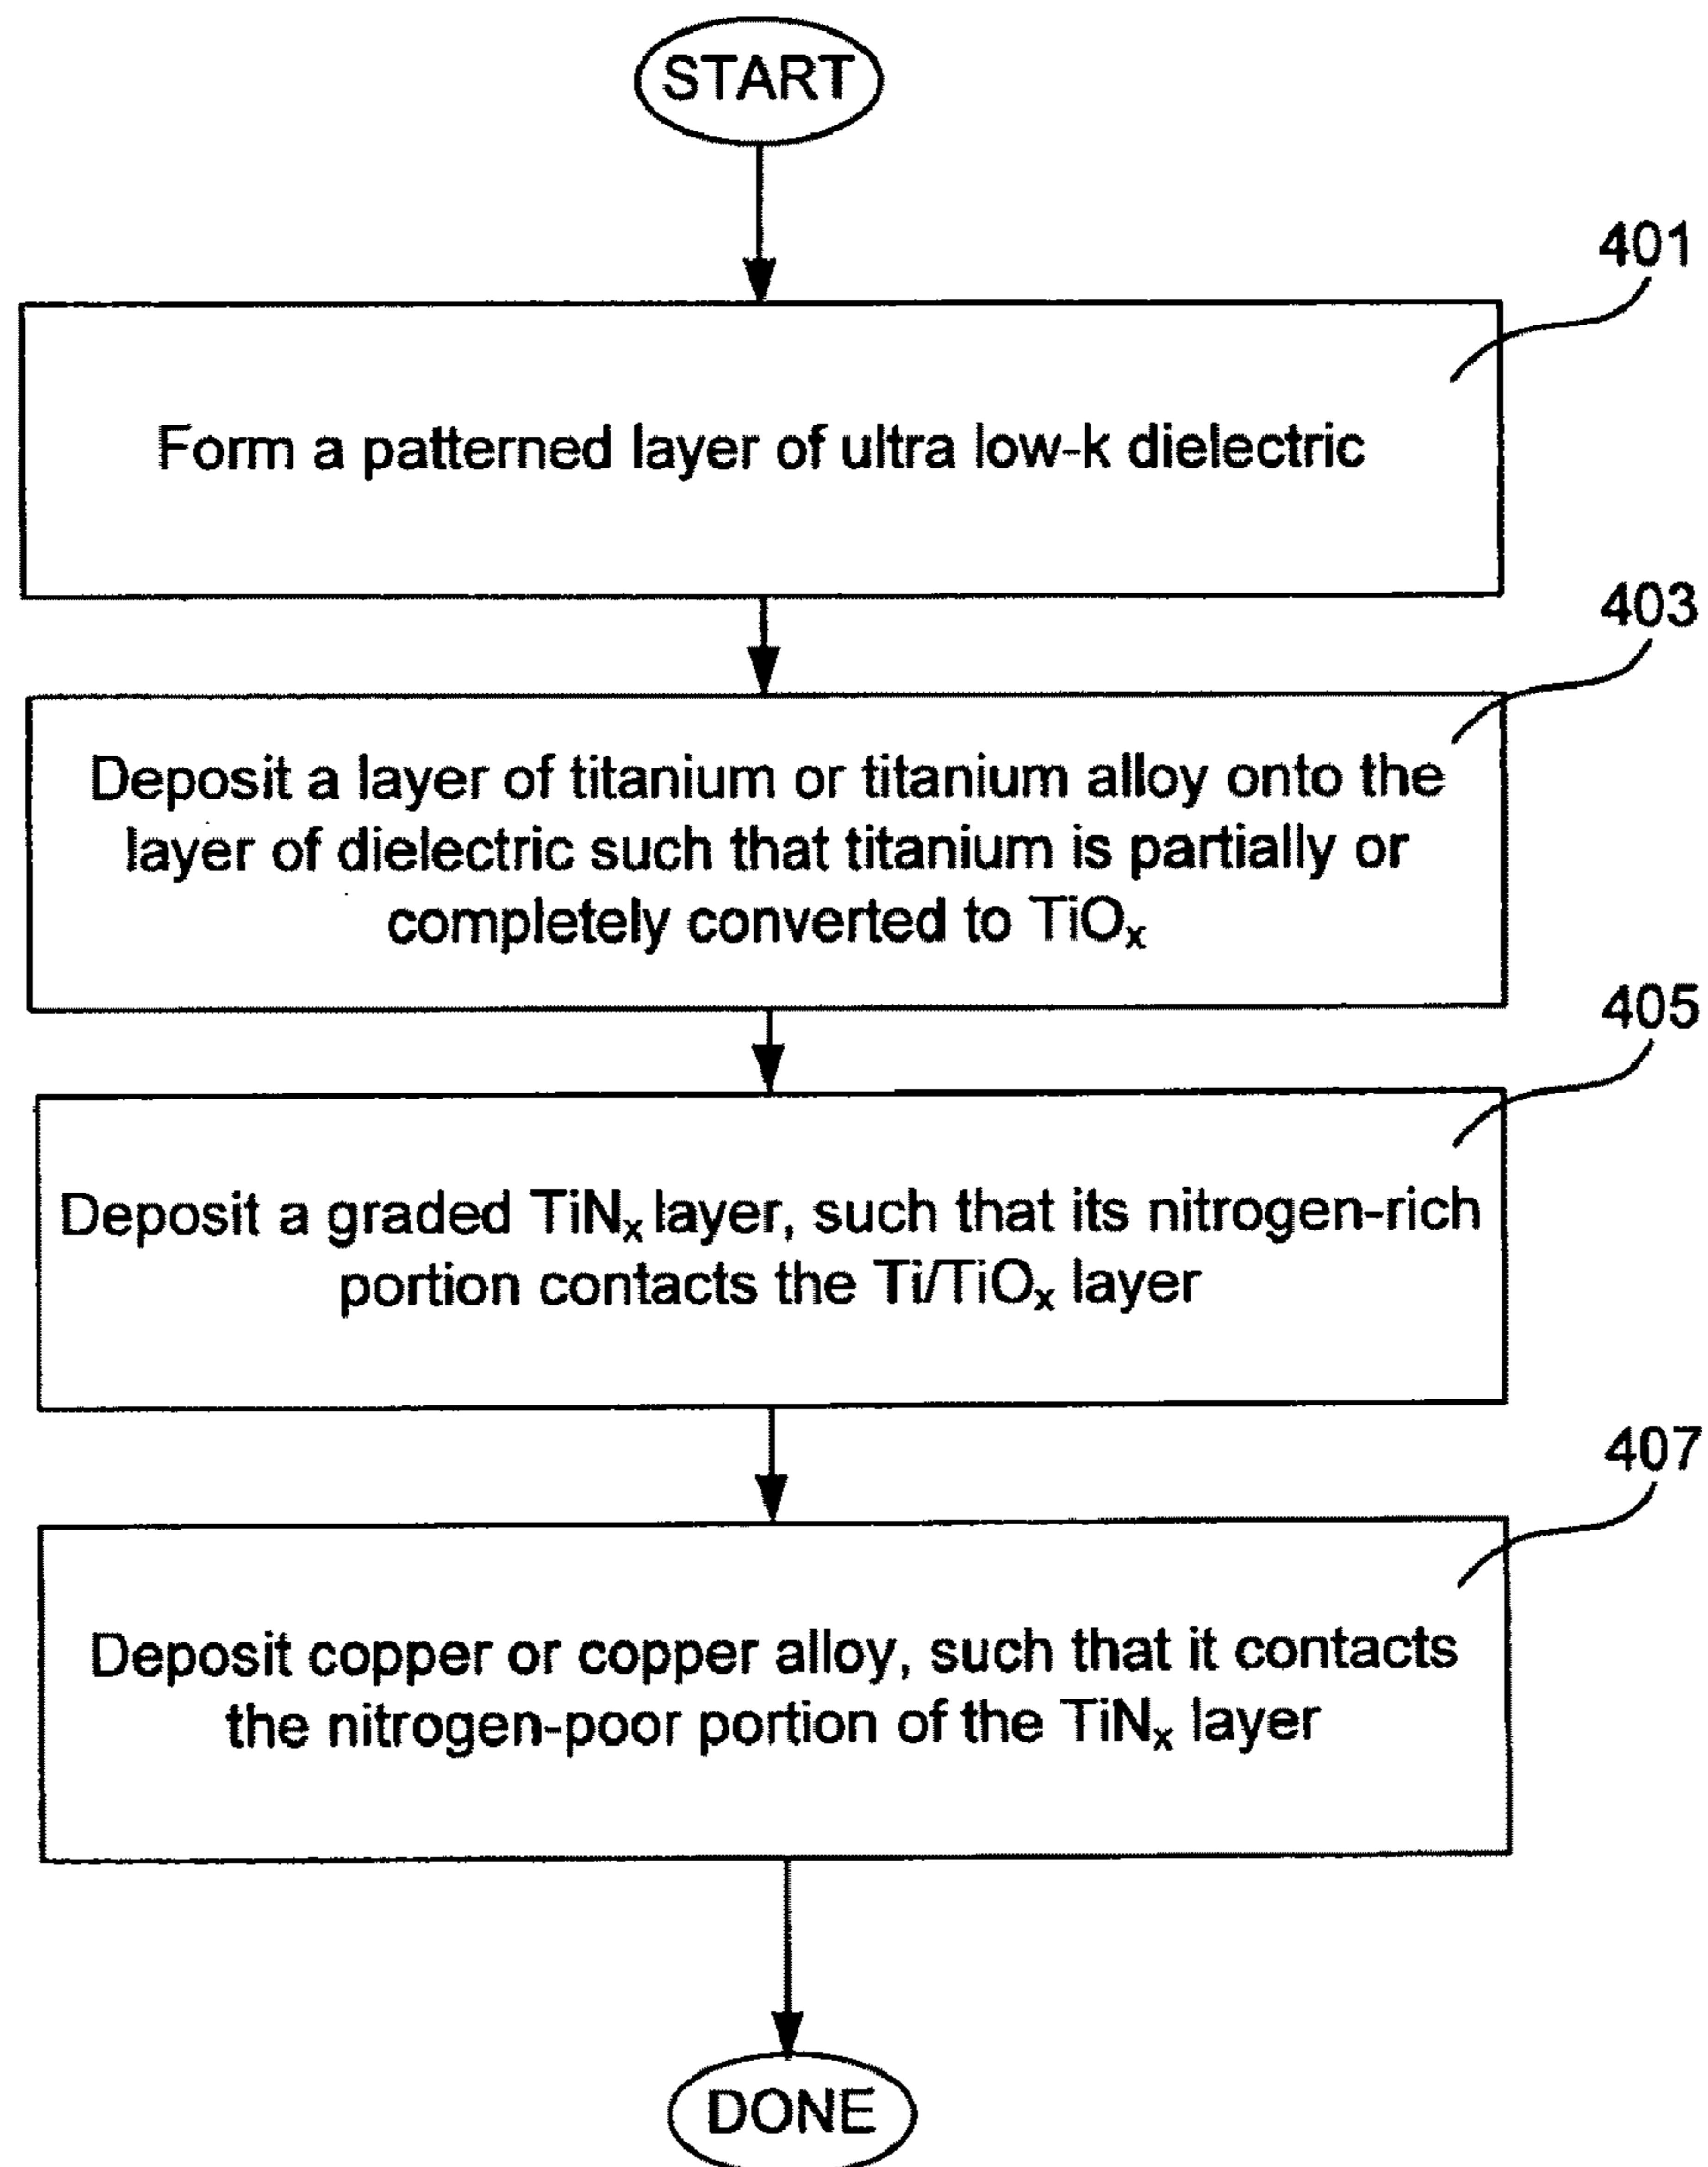 START
401
Form a patterned layer of ultra low-k dielectric
403
Deposit a layer of titanium or titanium alloy onto the
layer of dielectric such that titanium is partially or
completely converted to TiOₓ
405
Deposit a graded TiNₓ layer, such that its nitrogen-rich
portion contacts the Ti/TiOₓ layer
407
Deposit copper or copper alloy, such that it contacts
the nitrogen-poor portion of the TiNₓ layer
DONE